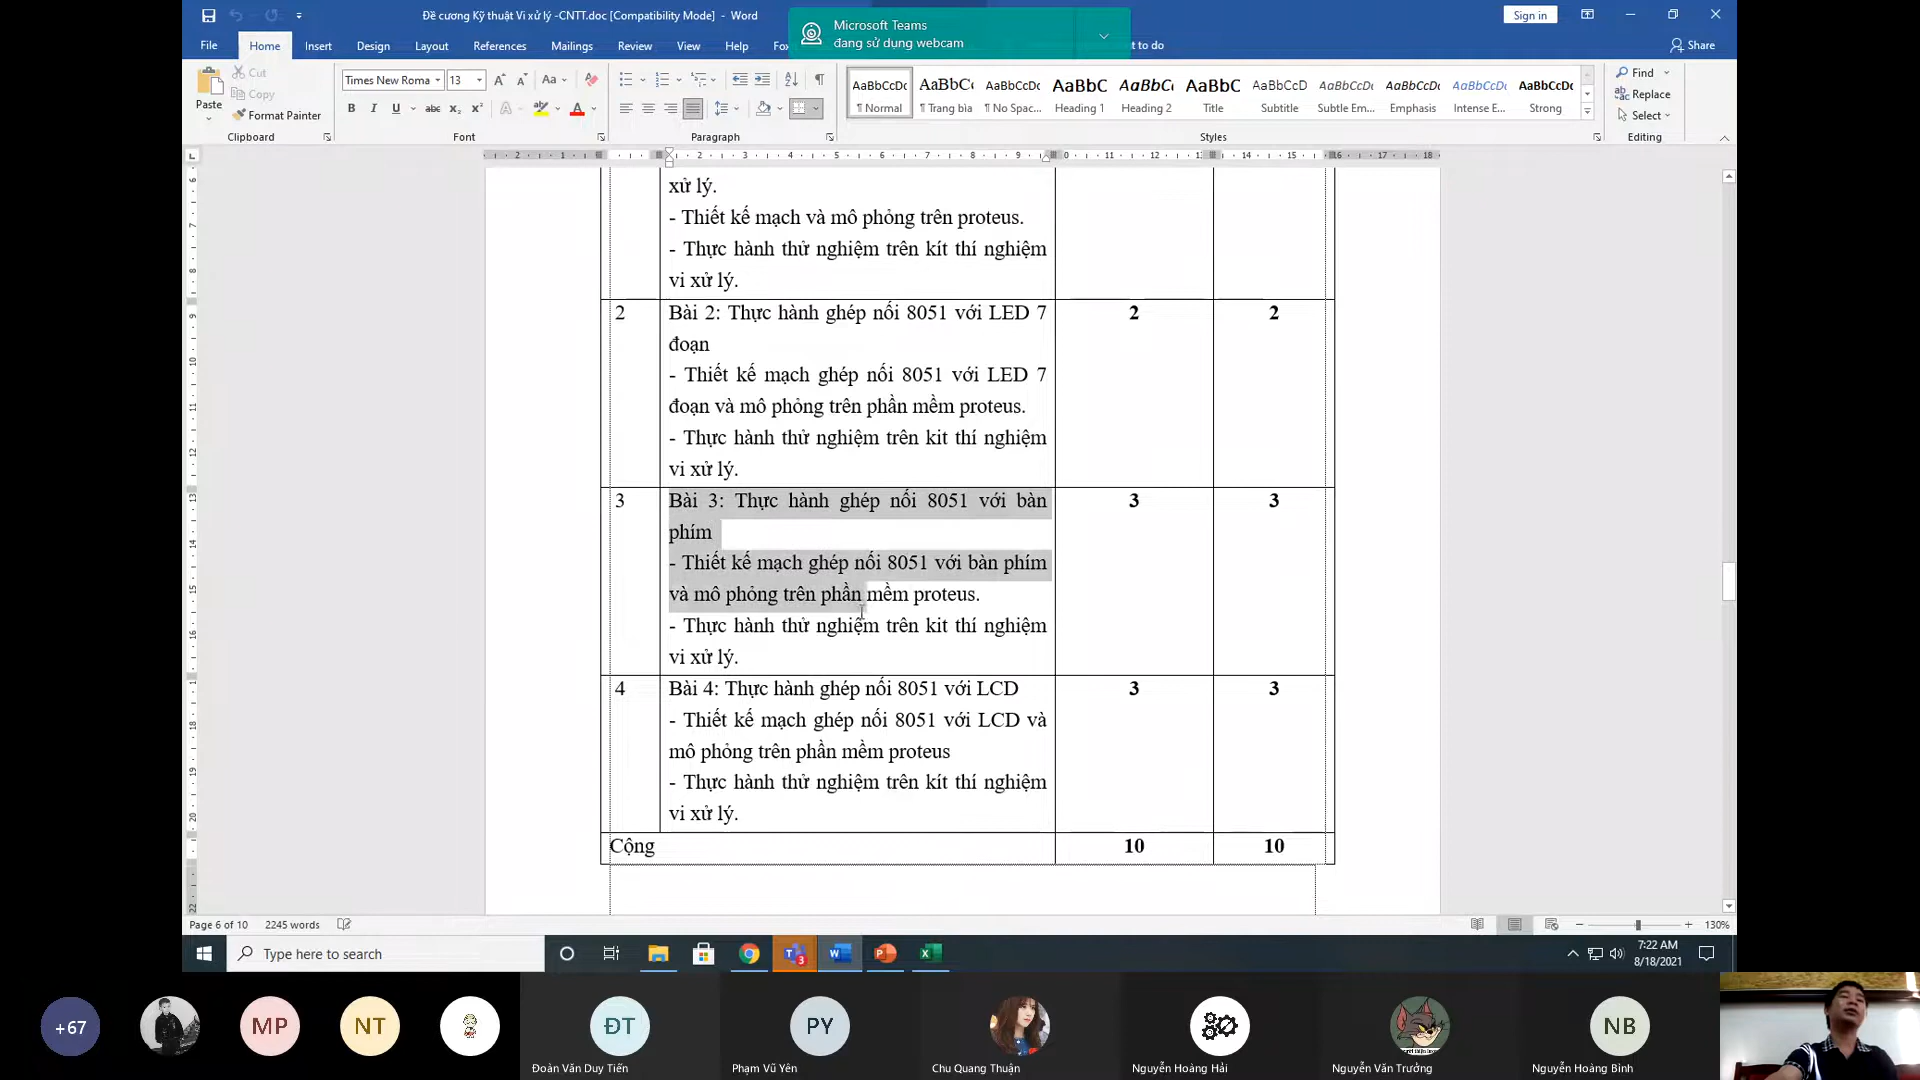 Đề cương Kỹ thuật Vi xử lý -CNTT.doc [Compatibility Mode] - Word
Microsoft Teams
đang sử dụng webcam
Sign in
File Home Insert Design Layout References Mailings Review View Help
t to do
Share
Paste
Cut
Copy
Format Painter
Clipboard
Times New Roma 13
Font
Paragraph
AaBbCcDc AaBbCcI AaBbCcDc AaBbC AaBbCc AaBbC AaBbCcD AaBbCcDc AaBbCcDc AaBbCcDc AaBbCcDc
¶ Normal ¶ Trang bìa ¶ No Spac... Heading 1 Heading 2 Title Subtitle Subtle Em... Emphasis Intense E... Strong
Styles
Find
Replace
Select
Editing
xử lý.
- Thiết kế mạch và mô phỏng trên proteus.
- Thực hành thử nghiệm trên kít thí nghiệm
vi xử lý.
2 Bài 2: Thực hành ghép nối 8051 với LED 7 2 2
đoạn
- Thiết kế mạch ghép nối 8051 với LED 7
đoạn và mô phỏng trên phần mềm proteus.
- Thực hành thử nghiệm trên kit thí nghiệm
vi xử lý.
3 Bài 3: Thực hành ghép nối 8051 với bàn 3 3
phím
- Thiết kế mạch ghép nối 8051 với bàn phím
và mô phỏng trên phần mềm proteus.
- Thực hành thử nghiệm trên kit thí nghiệm
vi xử lý.
4 Bài 4: Thực hành ghép nối 8051 với LCD 3 3
- Thiết kế mạch ghép nối 8051 với LCD và
mô phỏng trên phần mềm proteus
- Thực hành thử nghiệm trên kít thí nghiệm
vi xử lý.
Cộng 10 10
Page 6 of 10 2245 words
130%
Type here to search
7:22 AM
8/18/2021
+67 MP NT ĐT PY NB
Đoàn Văn Duy Tiến Phạm Vũ Yên Chu Quang Thuận Nguyễn Hoàng Hải Nguyễn Văn Trưởng Nguyễn Hoàng Bình